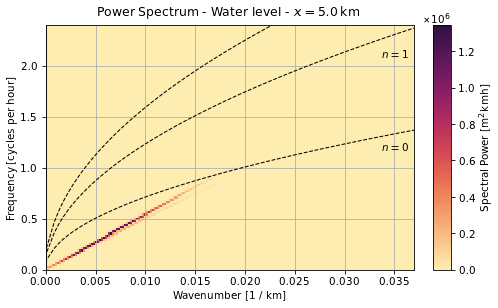 Power Spectrum - Water level - x = 5.0 km
×10⁶
2.0
1.5
1.0
0.5
0.0
Frequency [cycles per hour]
n = 1
n = 0
0.000 0.005 0.010 0.015 0.020 0.025 0.030 0.035
Wavenumber [1 / km]
1.2
1.0
0.8
0.6
0.4
0.2
0.0
Spectral Power [m² km h]